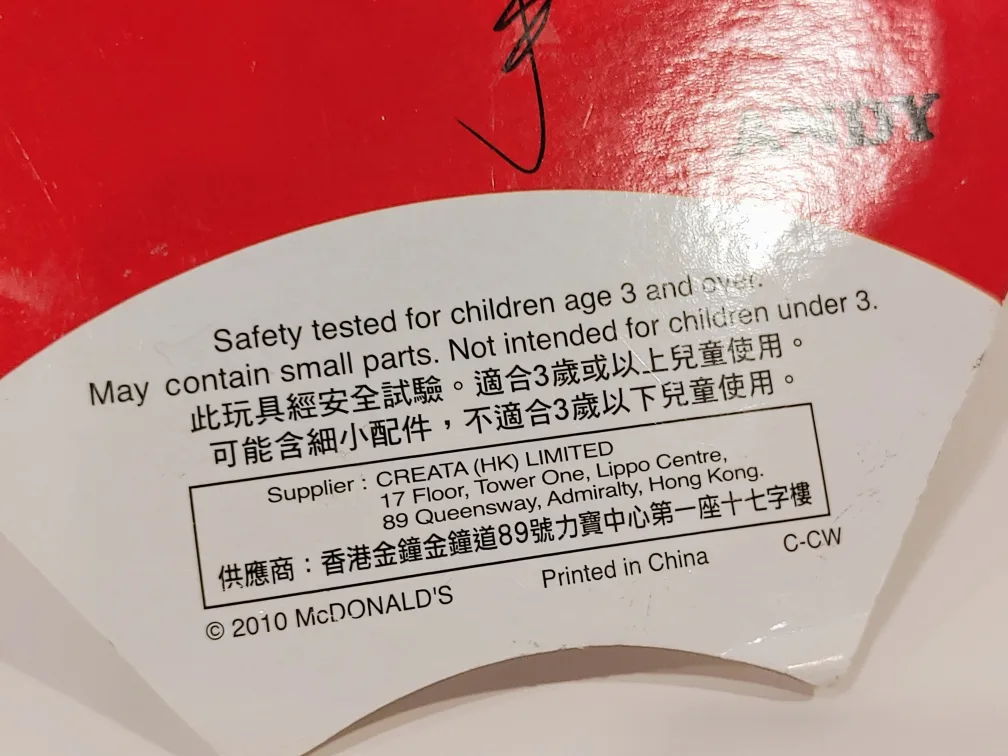 ANDY
Safety tested for children age 3 and over.
May contain small parts. Not intended for children under 3.
此玩具經安全試驗。適合3歲或以上兒童使用。
可能含細小配件，不適合3歲以下兒童使用。
Supplier : CREATA (HK) LIMITED
17 Floor, Tower One, Lippo Centre,
89 Queensway, Admiralty, Hong Kong.
供應商：香港金鐘金鐘道89號力寶中心第一座十七字樓
© 2010 McDONALD'S Printed in China C-CW